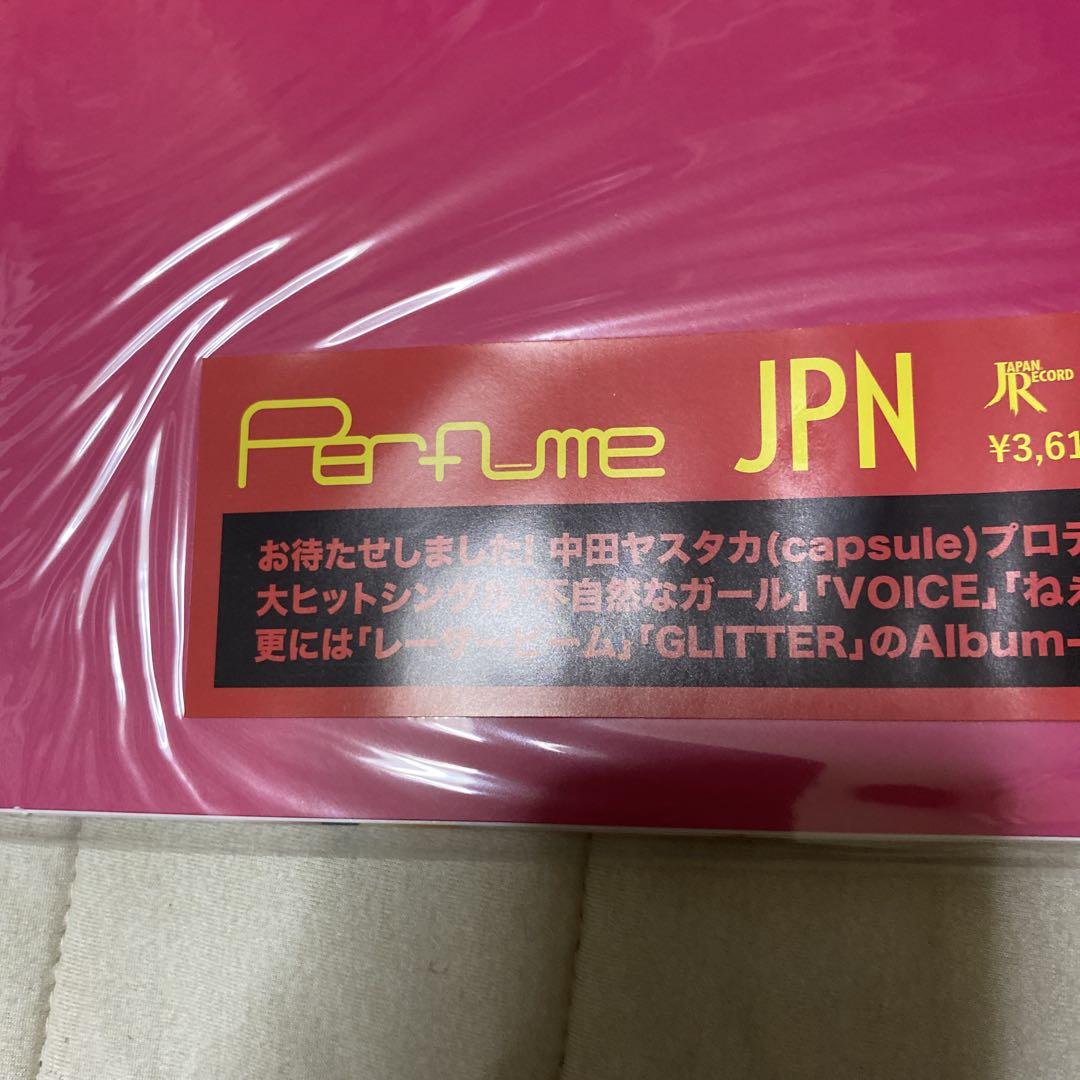 Perfume
JPN
JAPAN RECORD
¥3,61
お待たせしました! 中田ヤスタカ(capsule)プロデ
大ヒットシングル「不自然なガール」「VOICE」「ねぇ
更には「レーザービーム」「GLITTER」のAlbum-